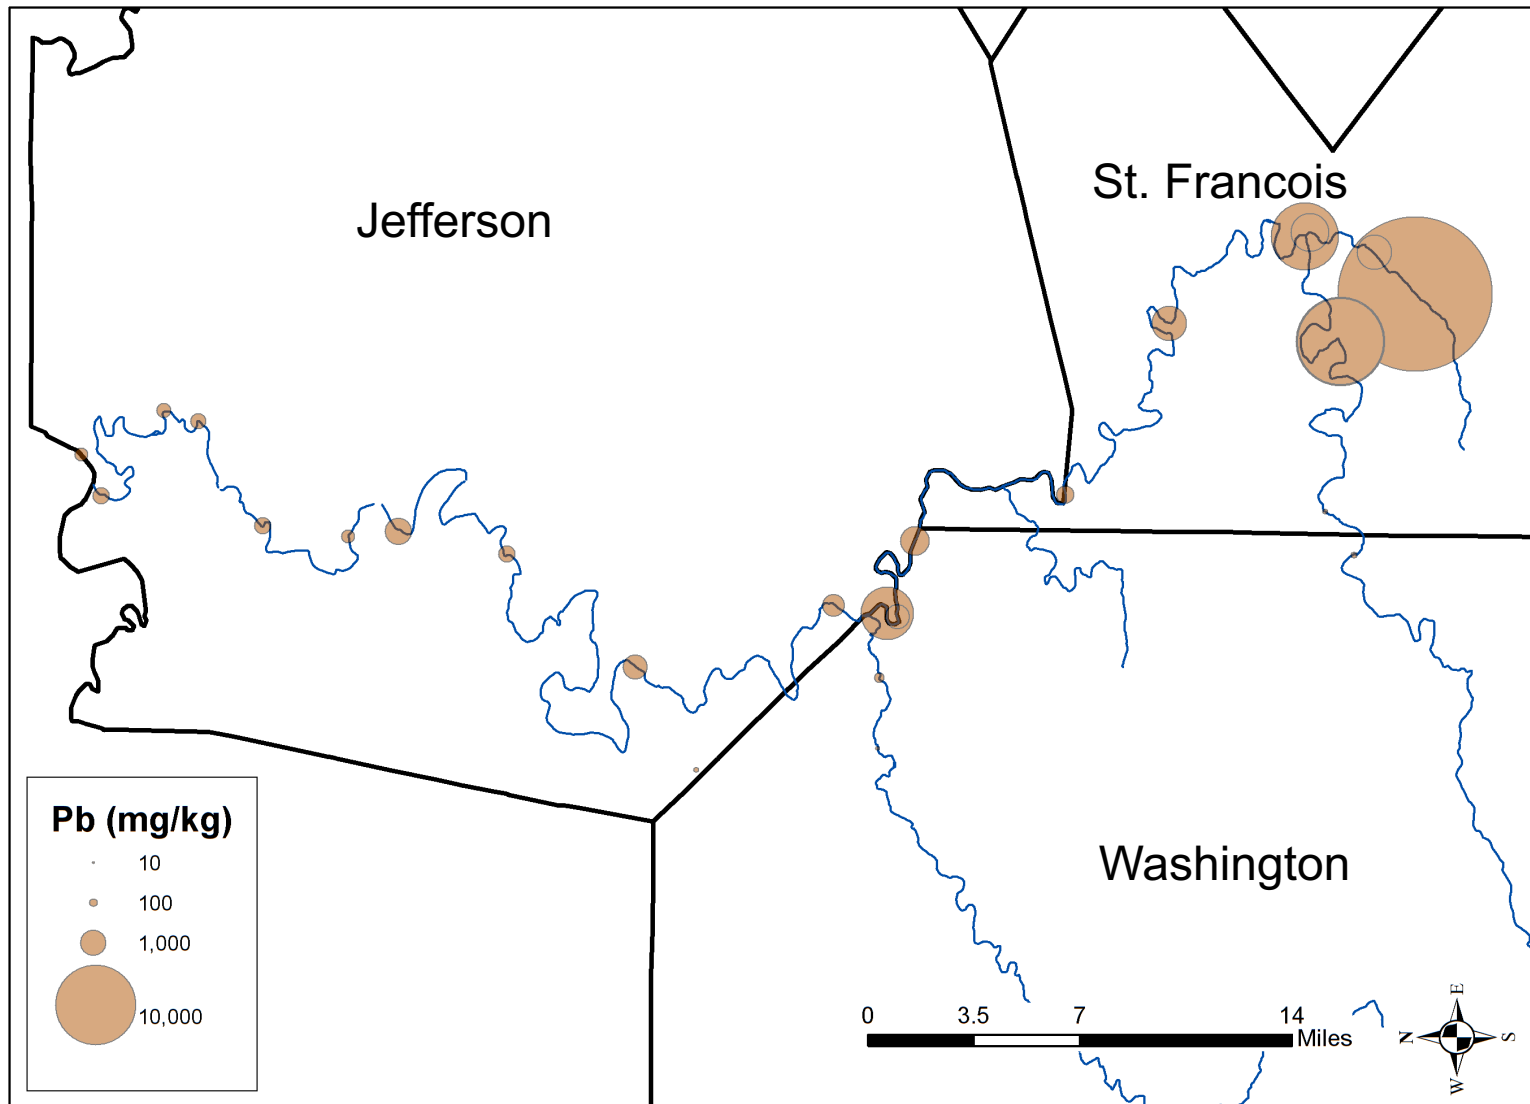 St. Francois
Jefferson
Washington
Pb (mg/kg)
10
100
1,000
10,000
0 3.5 7 14
Miles
E
N S
W